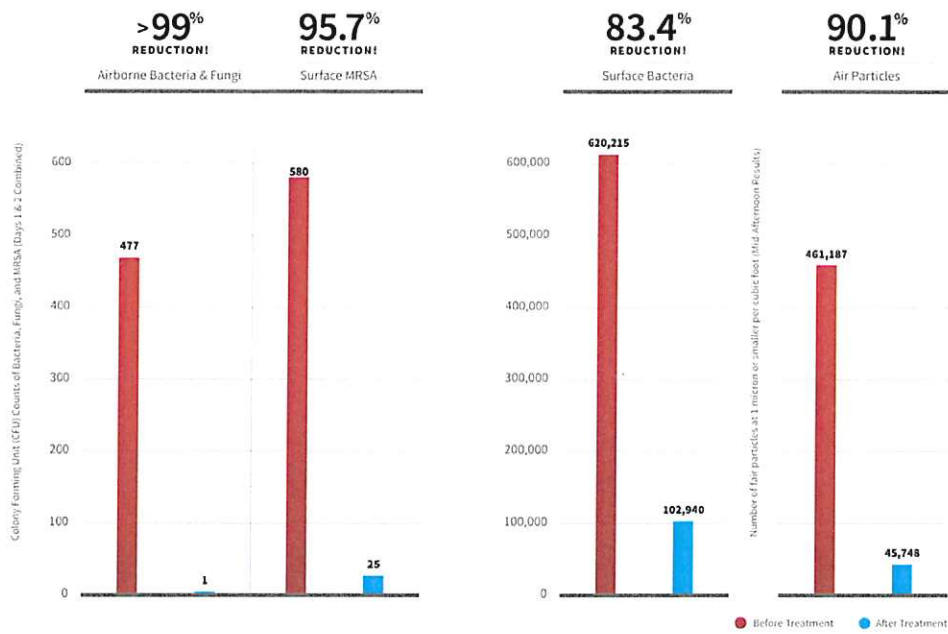 >99%
REDUCTION!
Airborne Bacteria & Fungi
95.7%
REDUCTION!
Surface MRSA
83.4%
REDUCTION!
Surface Bacteria
90.1%
REDUCTION!
Air Particles
Colony Forming Unit (CFU) Counts of Bacteria, Fungi, and MRSA (Days 1 & 2 Combined)
600
500
400
300
200
100
0
477
1
580
25
600,000
500,000
400,000
300,000
200,000
100,000
0
620,215
102,940
Number of fair particles at 1 micron or smaller per cubic foot (Mid-Afternoon Results)
461,187
45,748
Before Treatment
After Treatment